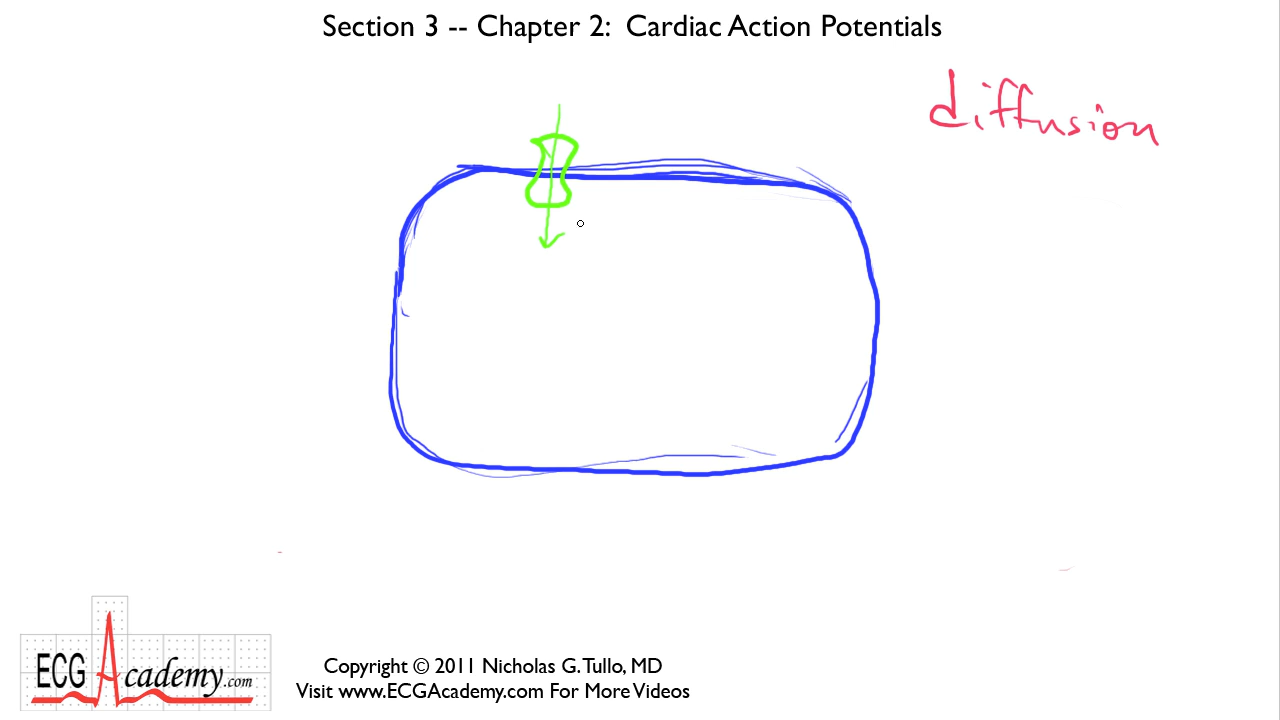 Section 3 -- Chapter 2:  Cardiac Action Potentials
diffusion
ECG Academy.com
Copyright © 2011 Nicholas G. Tullo, MD
Visit www.ECGAcademy.com For More Videos